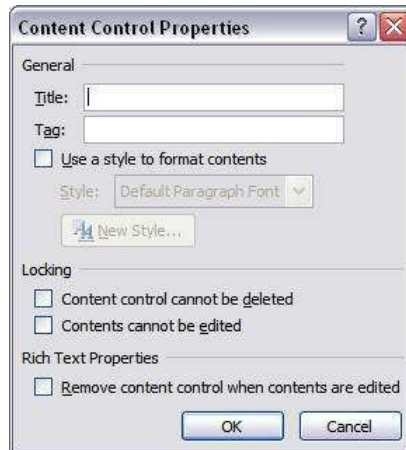 Content Control Properties
General
Title:
Tag:
Use a style to format contents
Style: Default Paragraph Font
New Style...
Locking
Content control cannot be deleted
Contents cannot be edited
Rich Text Properties
Remove content control when contents are edited
OK Cancel